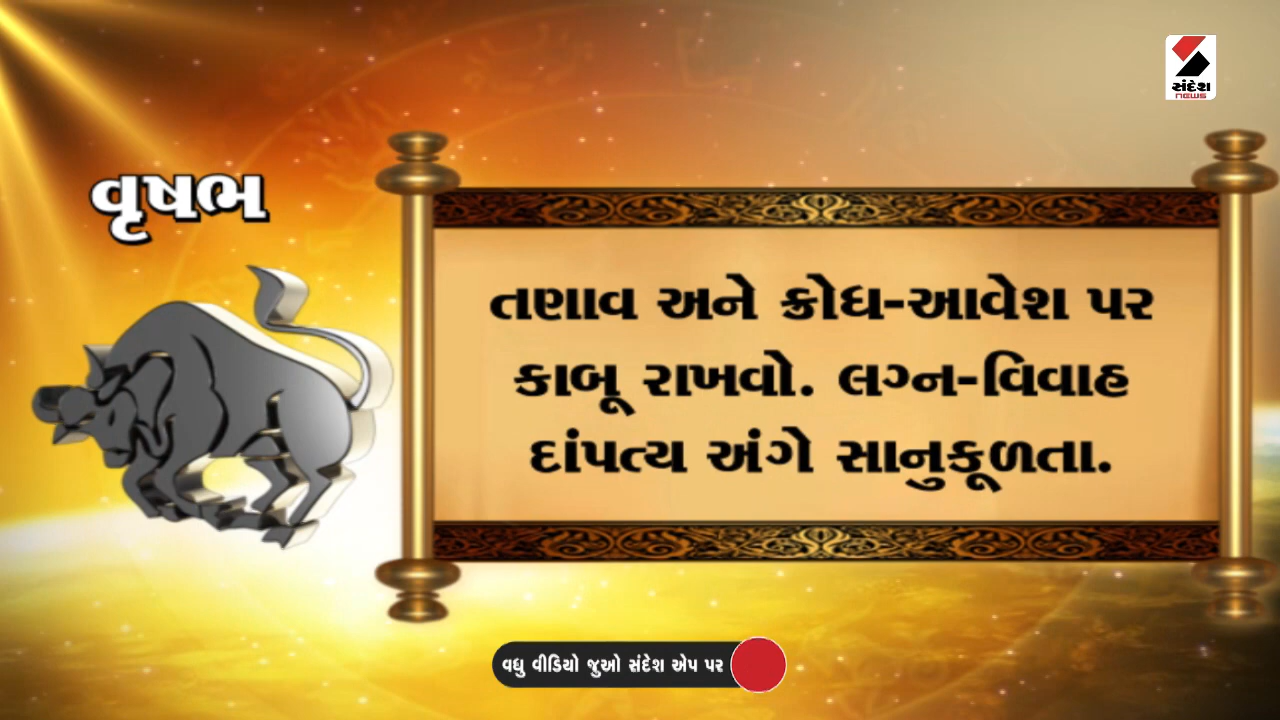 સંદેશ
NEWS
વૃષભ
તણાવ અને ક્રોધ-આવેશ પર
કાબૂ રાખવો. લગ્ન-વિવાહ
દાંપત્ય અંગે સાનુકૂળતા.
વધુ વીડિયો જુઓ સંદેશ એપ પર